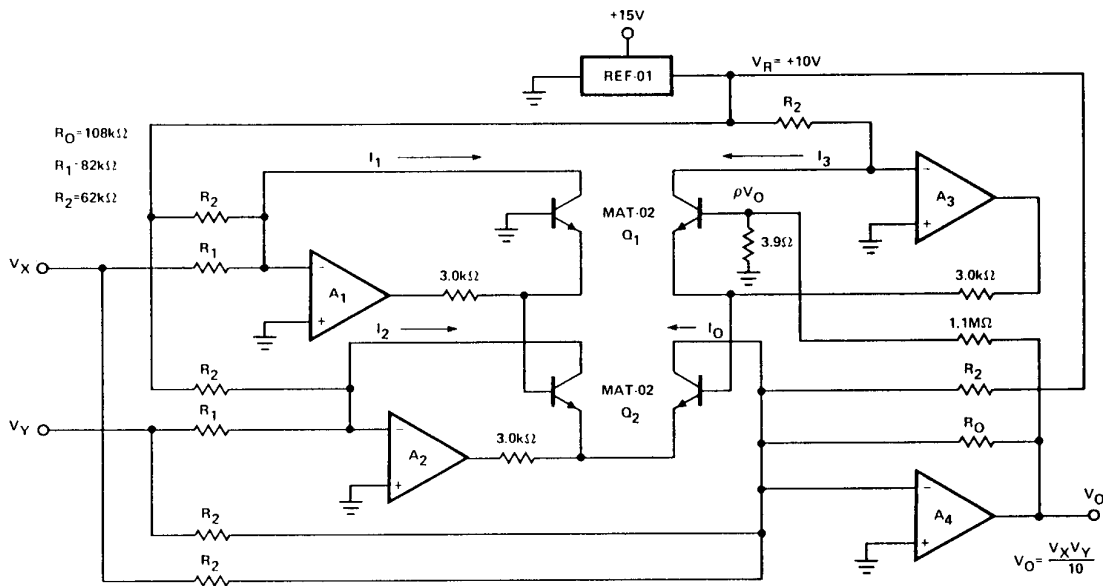 +15V
REF-01
V_R = +10V
R_2
R_O=108kΩ
R_1-82kΩ
R_2=62kΩ
I_1
I_3
ρV_O
MAT-02
Q_1
3.9Ω
A_3
R_2
R_1
V_X
A_1
3.0kΩ
3.0kΩ
1.1MΩ
I_2
I_O
R_2
R_1
V_Y
MAT-02
Q_2
R_2
R_O
A_2
3.0kΩ
A_4
V_O
V_O=V_XV_Y/10
R_2
R_2
-
+
-
+
-
+
-
+